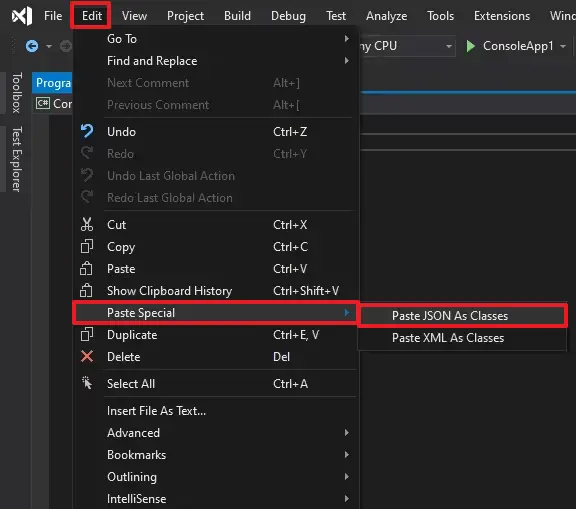 File Edit View Project Build Debug Test Analyze Tools Extensions Window
ny CPU ConsoleApp1
Progra
C# Con
Toolbox
Test Explorer
Go To
Find and Replace
Next Comment Alt+]
Previous Comment Alt+[
Undo Ctrl+Z
Redo Ctrl+Y
Undo Last Global Action
Redo Last Global Action
Cut Ctrl+X
Copy Ctrl+C
Paste Ctrl+V
Show Clipboard History Ctrl+Shift+V
Paste Special
Paste JSON As Classes
Paste XML As Classes
Duplicate Ctrl+E, V
Delete Del
Select All Ctrl+A
Insert File As Text...
Advanced
Bookmarks
Outlining
IntelliSense